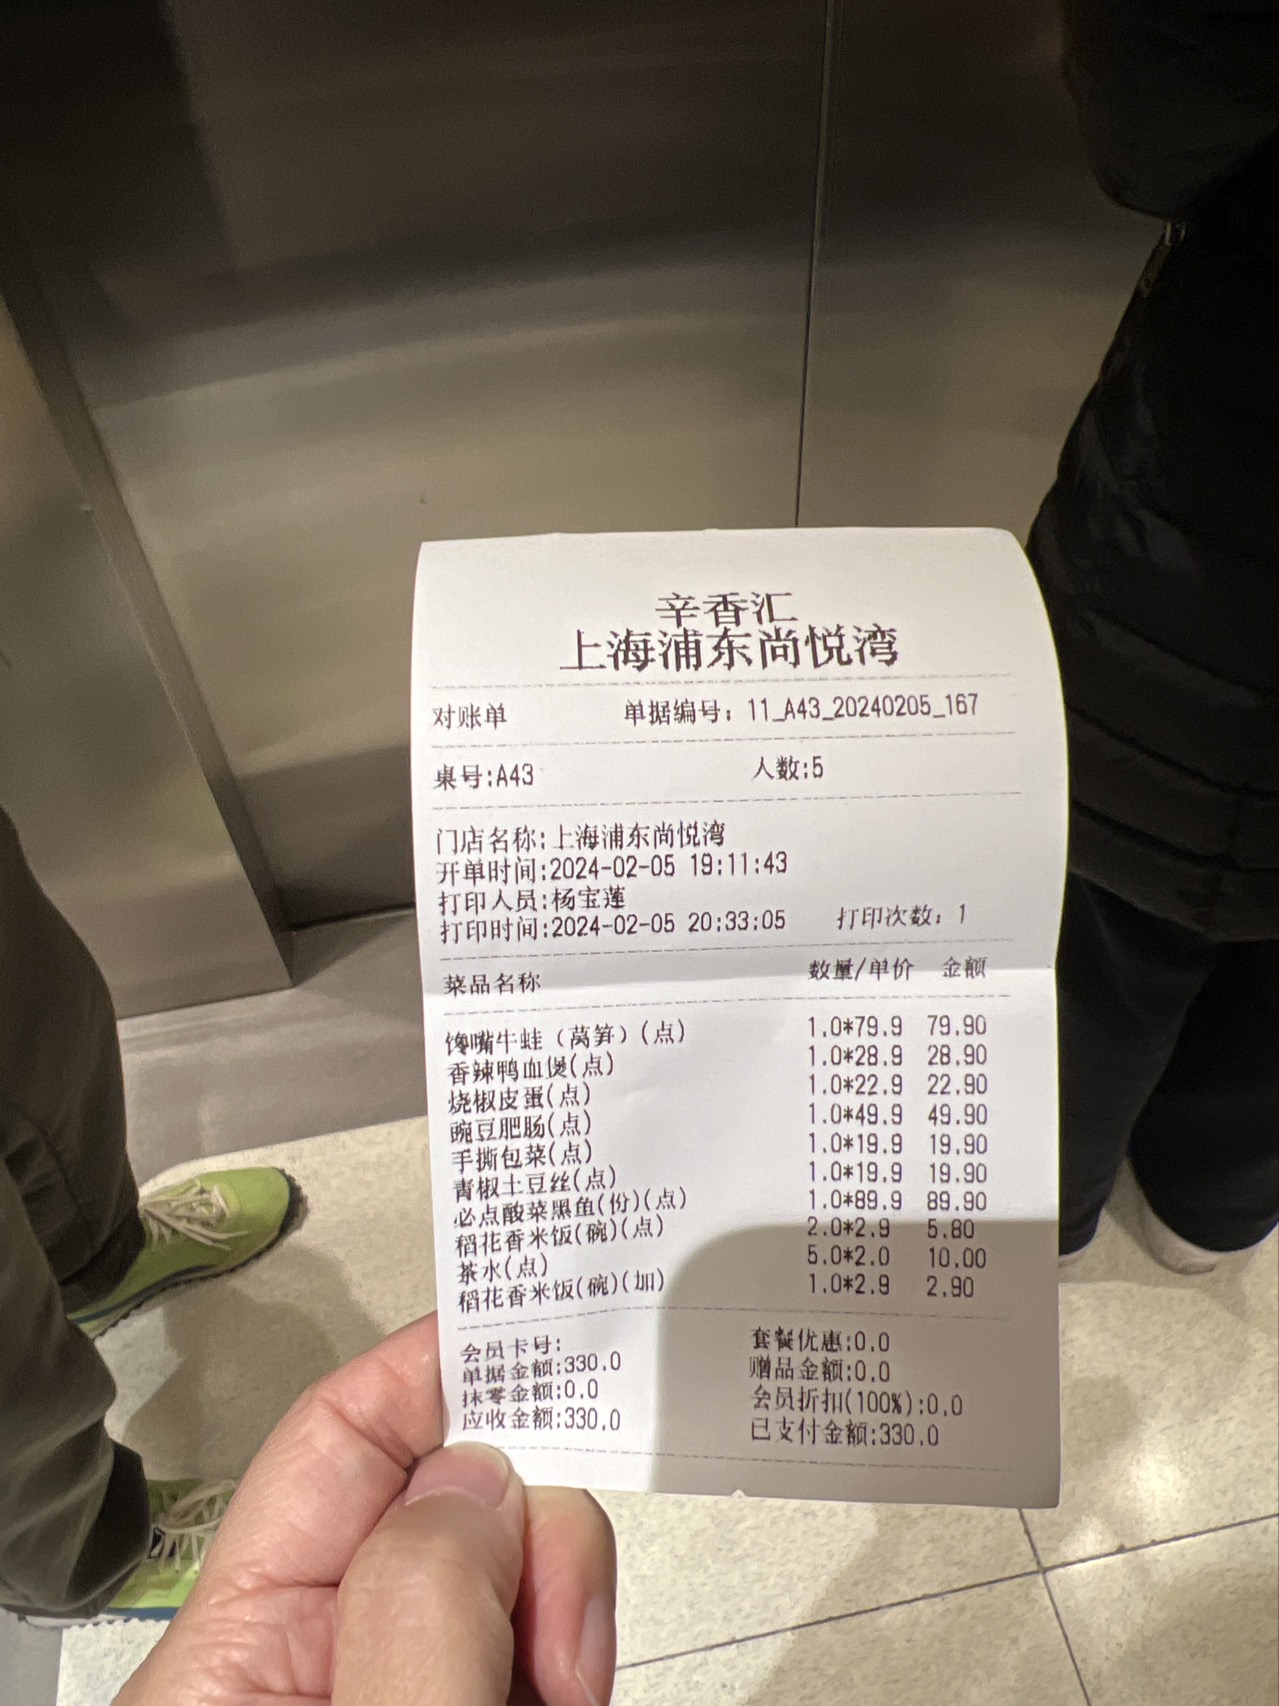 辛香汇
上海浦东尚悦湾
对账单 单据编号: 11_A43_20240205_167
桌号:A43 人数:5
门店名称:上海浦东尚悦湾
开单时间:2024-02-05 19:11:43
打印人员:杨宝莲
打印时间:2024-02-05 20:33:05 打印次数: 1
菜品名称 数量/单价 金额
馋嘴牛蛙（莴笋）(点) 1.0*79.9 79.90
香辣鸭血煲(点) 1.0*28.9 28.90
烧椒皮蛋(点) 1.0*22.9 22.90
豌豆肥肠(点) 1.0*49.9 49.90
手撕包菜(点) 1.0*19.9 19.90
青椒土豆丝(点) 1.0*19.9 19.90
必点酸菜黑鱼(份)(点) 1.0*89.9 89.90
稻花香米饭(碗)(点) 2.0*2.9 5.80
茶水(点) 5.0*2.0 10.00
稻花香米饭(碗)(加) 1.0*2.9 2.90
会员卡号: 套餐优惠:0.0
单据金额:330.0 赠品金额:0.0
抹零金额:0.0 会员折扣(100%):0.0
应收金额:330.0 已支付金额:330.0